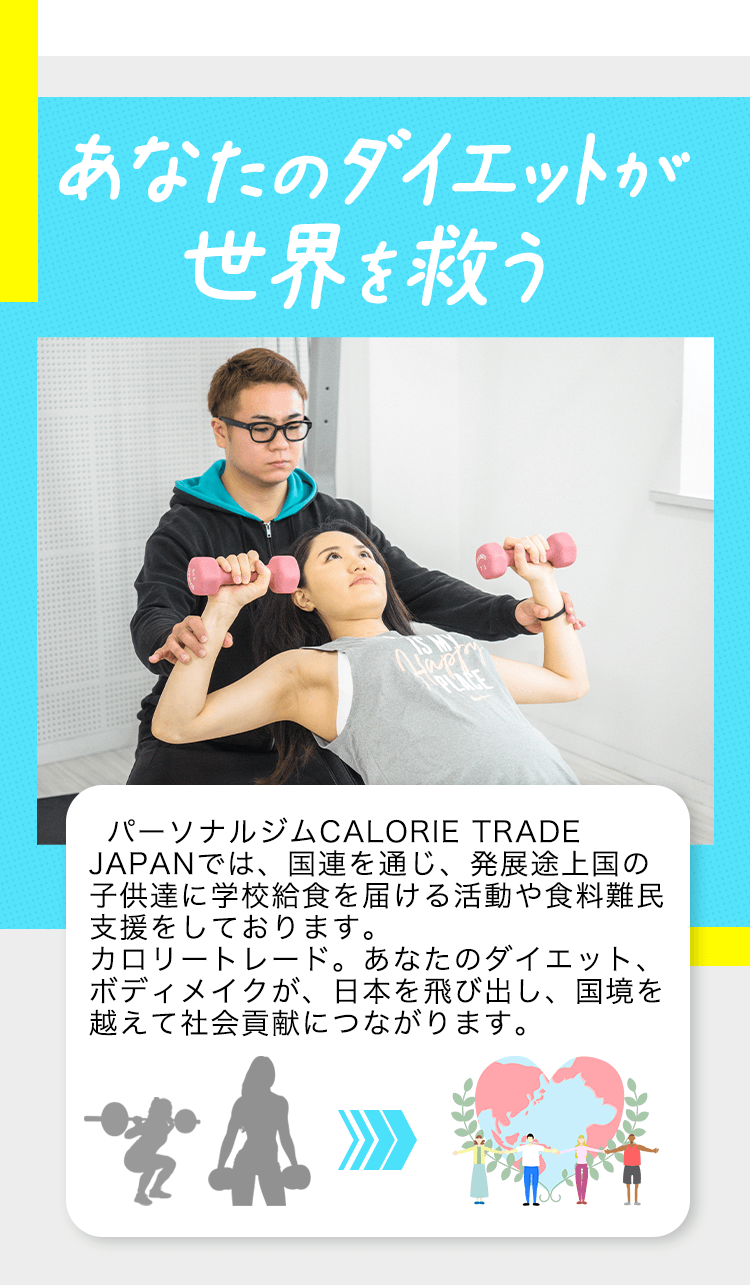 あなたのダイエットが
世界を救う
IS MY
Happy
PLACE
パーソナルジムCALORIE TRADE
JAPANでは、国連を通じ、発展途上国の
子供達に学校給食を届ける活動や食料難民
支援をしております。
カロリートレード。あなたのダイエット、
ボディメイクが、日本を飛び出し、国境を
越えて社会貢献につながります。